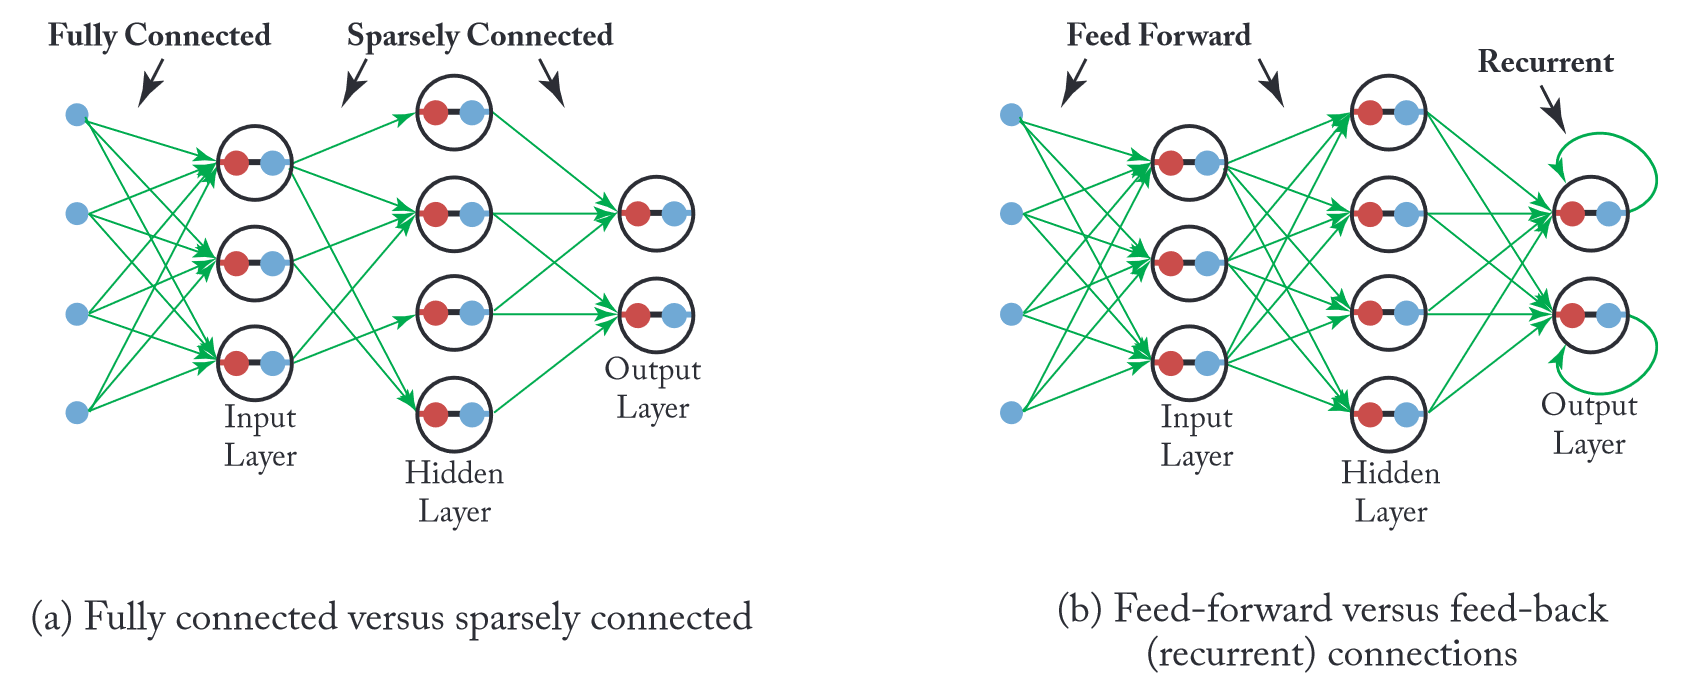 Fully Connected
Sparsely Connected
Input
Layer
Hidden
Layer
Output
Layer
(a) Fully connected versus sparsely connected
Feed Forward
Recurrent
Input
Layer
Hidden
Layer
Output
Layer
(b) Feed-forward versus feed-back
(recurrent) connections